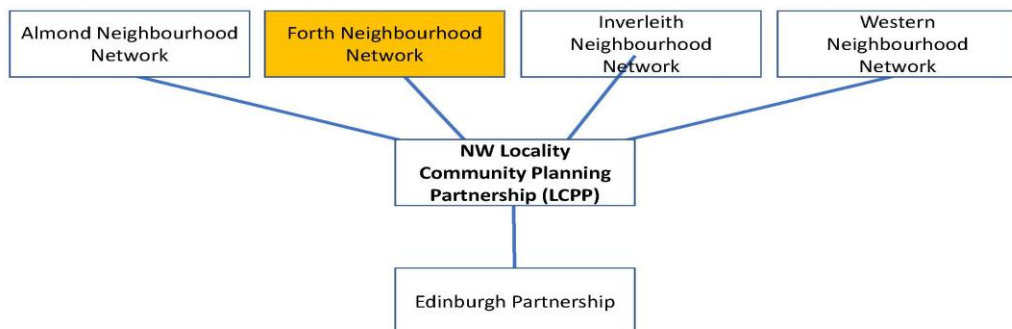 Almond Neighbourhood
Network
Forth Neighbourhood
Network
Inverleith
Neighbourhood
Network
Western
Neighbourhood
Network
NW Locality
Community Planning
Partnership (LCPP)
Edinburgh Partnership